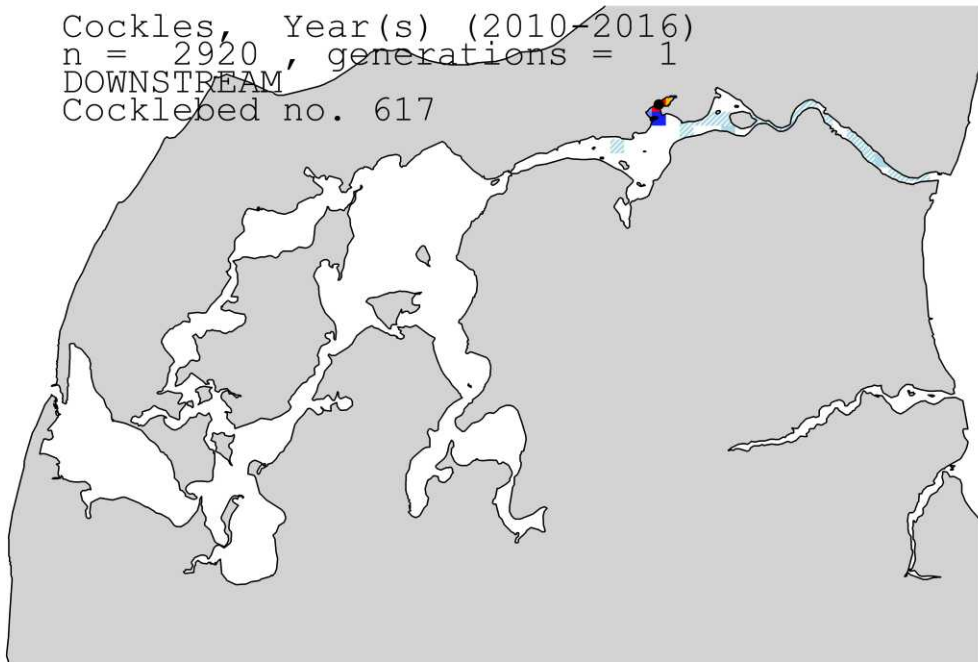 Cockles, Year(s) (2010-2016)
n = 2920 , generations = 1
DOWNSTREAM
Cocklebed no. 617